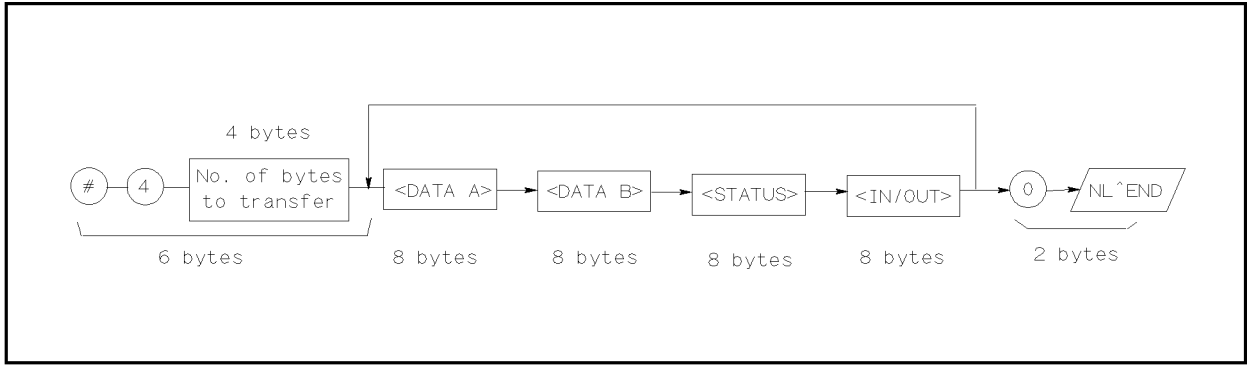 4 bytes
#
4
No. of bytes
to transfer
<DATA A>
<DATA B>
<STATUS>
<IN/OUT>
0
NL^END
6 bytes
8 bytes
8 bytes
8 bytes
8 bytes
2 bytes